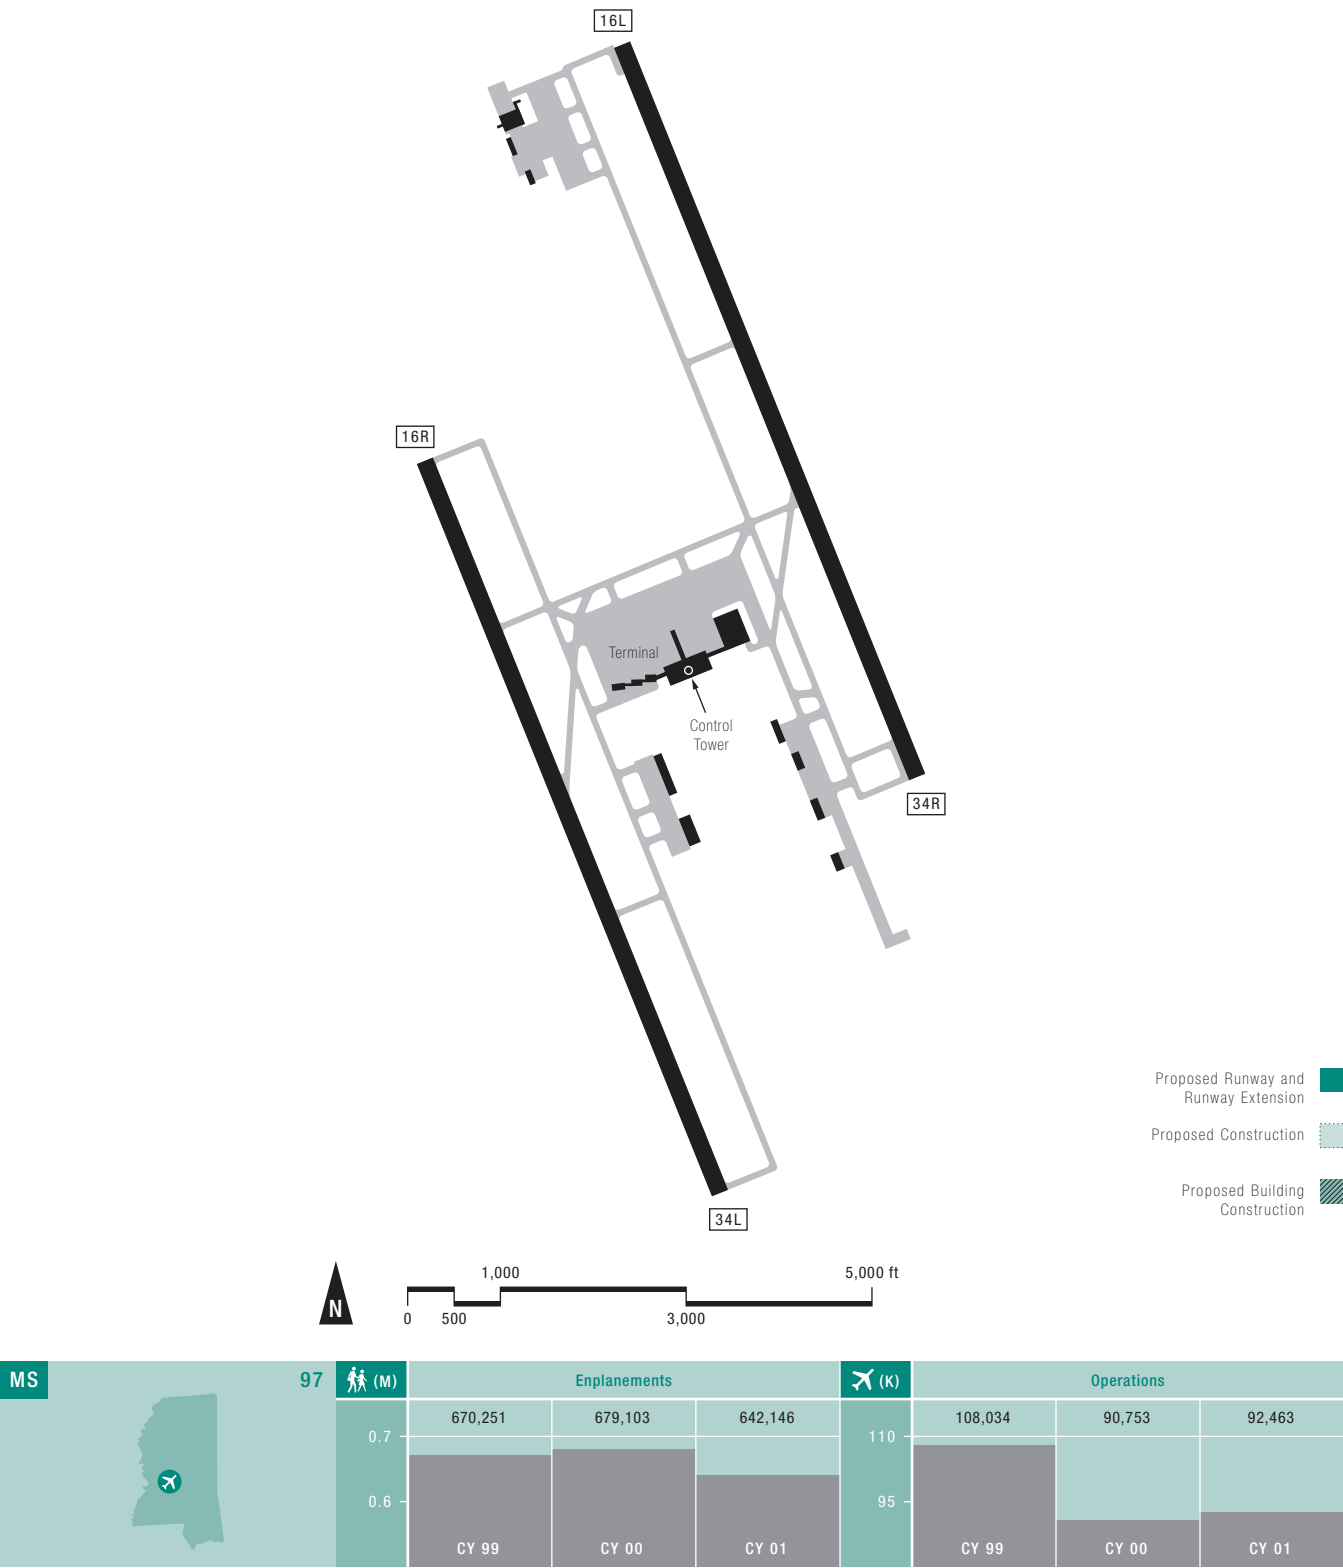 16L
16R
Terminal
Control
Tower
34R
Proposed Runway and
Runway Extension
Proposed Construction
Proposed Building
Construction
34L
1,000
5,000 ft
N
0
500
3,000
MS
97
(M)
Enplanements
(K)
Operations
670,251
679,103
642,146
108,034
90,753
92,463
0.7
110
0.6
95
CY 99
CY 00
CY 01
CY 99
CY 00
CY 01